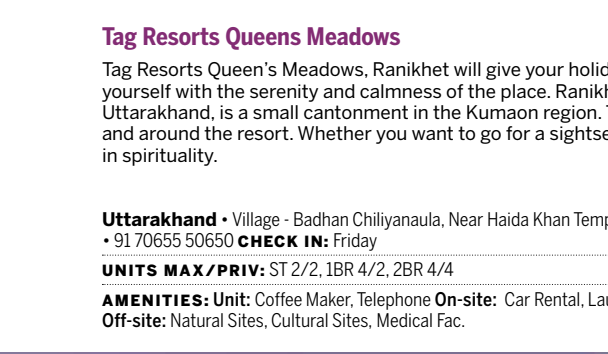 Tag Resorts Queens Meadows
Tag Resorts Queen's Meadows, Ranikhet will give your holid
yourself with the serenity and calmness of the place. Ranikh
Uttarakhand, is a small cantonment in the Kumaon region. T
and around the resort. Whether you want to go for a sightse
in spirituality.
Uttarakhand • Village - Badhan Chiliyanaula, Near Haida Khan Temp
• 91 70655 50650 CHECK IN: Friday
UNITS MAX/PRIV: ST 2/2, 1BR 4/2, 2BR 4/4
AMENITIES: Unit: Coffee Maker, Telephone On-site: Car Rental, Lau
Off-site: Natural Sites, Cultural Sites, Medical Fac.